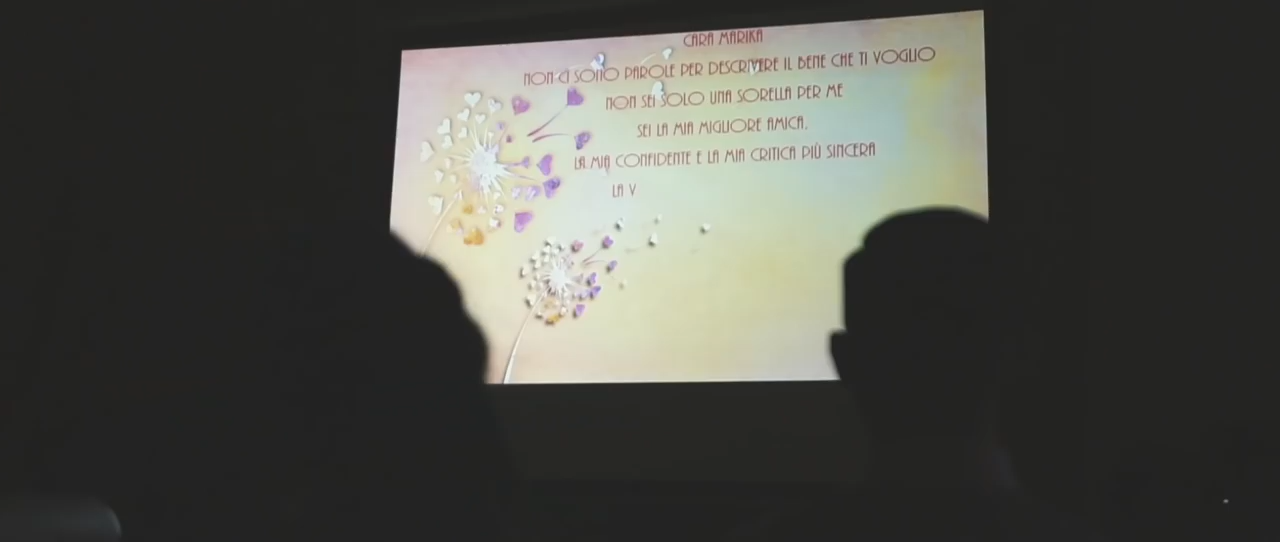 CARA MARIKA
NON CI SONO PAROLE PER DESCRIVERE IL BENE CHE TI VOGLIO
NON SEI SOLO UNA SORELLA PER ME
SEI LA MIA MIGLIORE AMICA.
LA MIA CONFIDENTE E LA MIA CRITICA PIÙ SINCERA
LA V